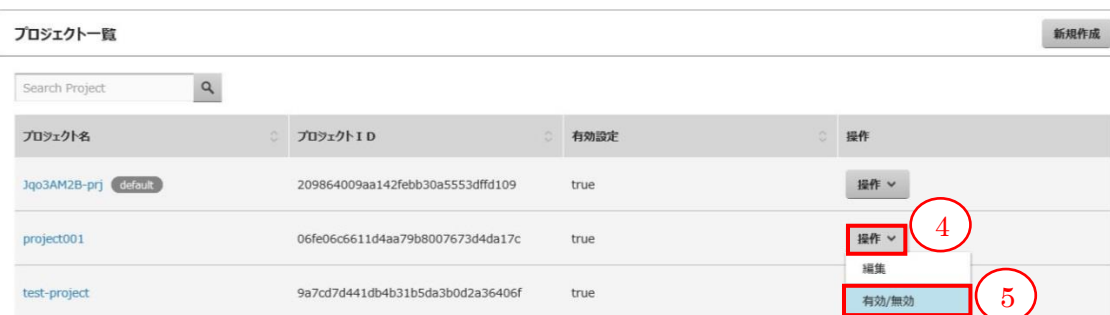 プロジェクト一覧
新規作成
Search Project
プロジェクト名 プロジェクトＩＤ 有効設定 操作
Jqo3AM2B-prj default 209864009aa142febb30a5553dffd109 true 操作
project001 06fe06c6611d4aa79b8007673d4da17c true 操作 4
編集
test-project 9a7cd7d441db4b31b5da3b0d2a36406f true
有効/無効 5